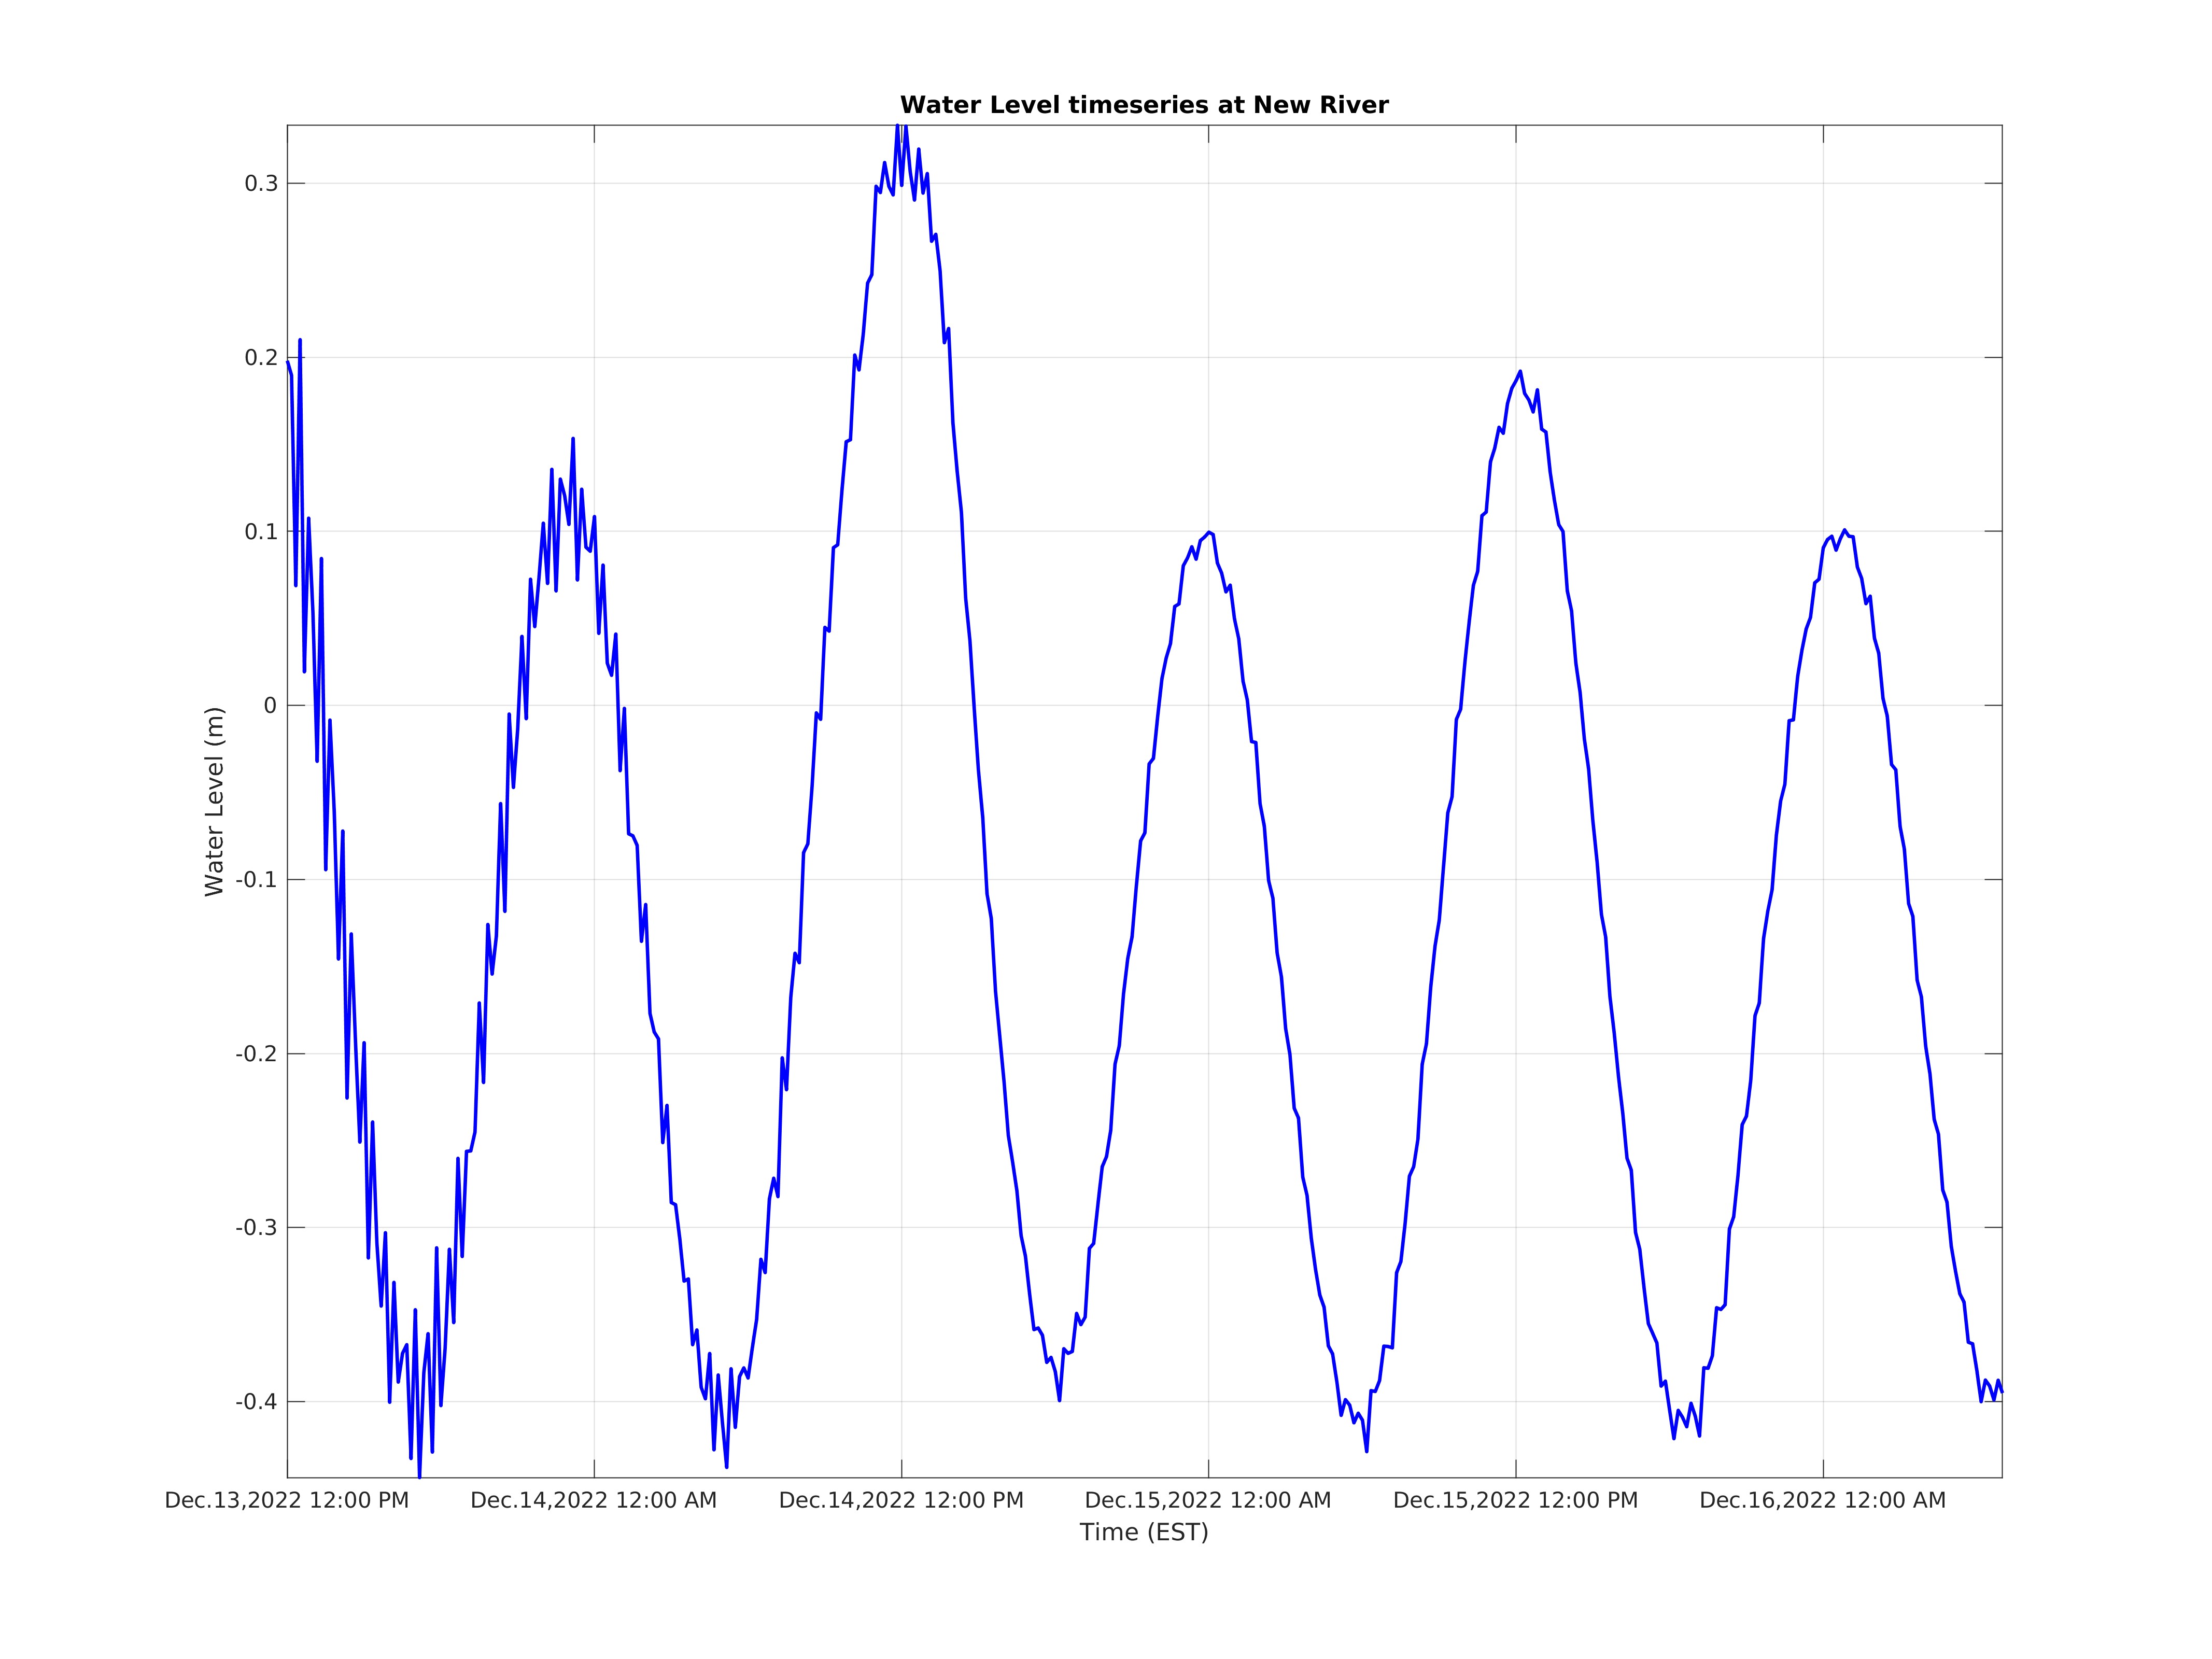 Water Level timeseries at New River
0.3
0.2
0.1
0
-0.1
-0.2
-0.3
-0.4
Water Level (m)
Dec.13,2022 12:00 PM
Dec.14,2022 12:00 AM
Dec.14,2022 12:00 PM
Dec.15,2022 12:00 AM
Dec.15,2022 12:00 PM
Dec.16,2022 12:00 AM
Time (EST)